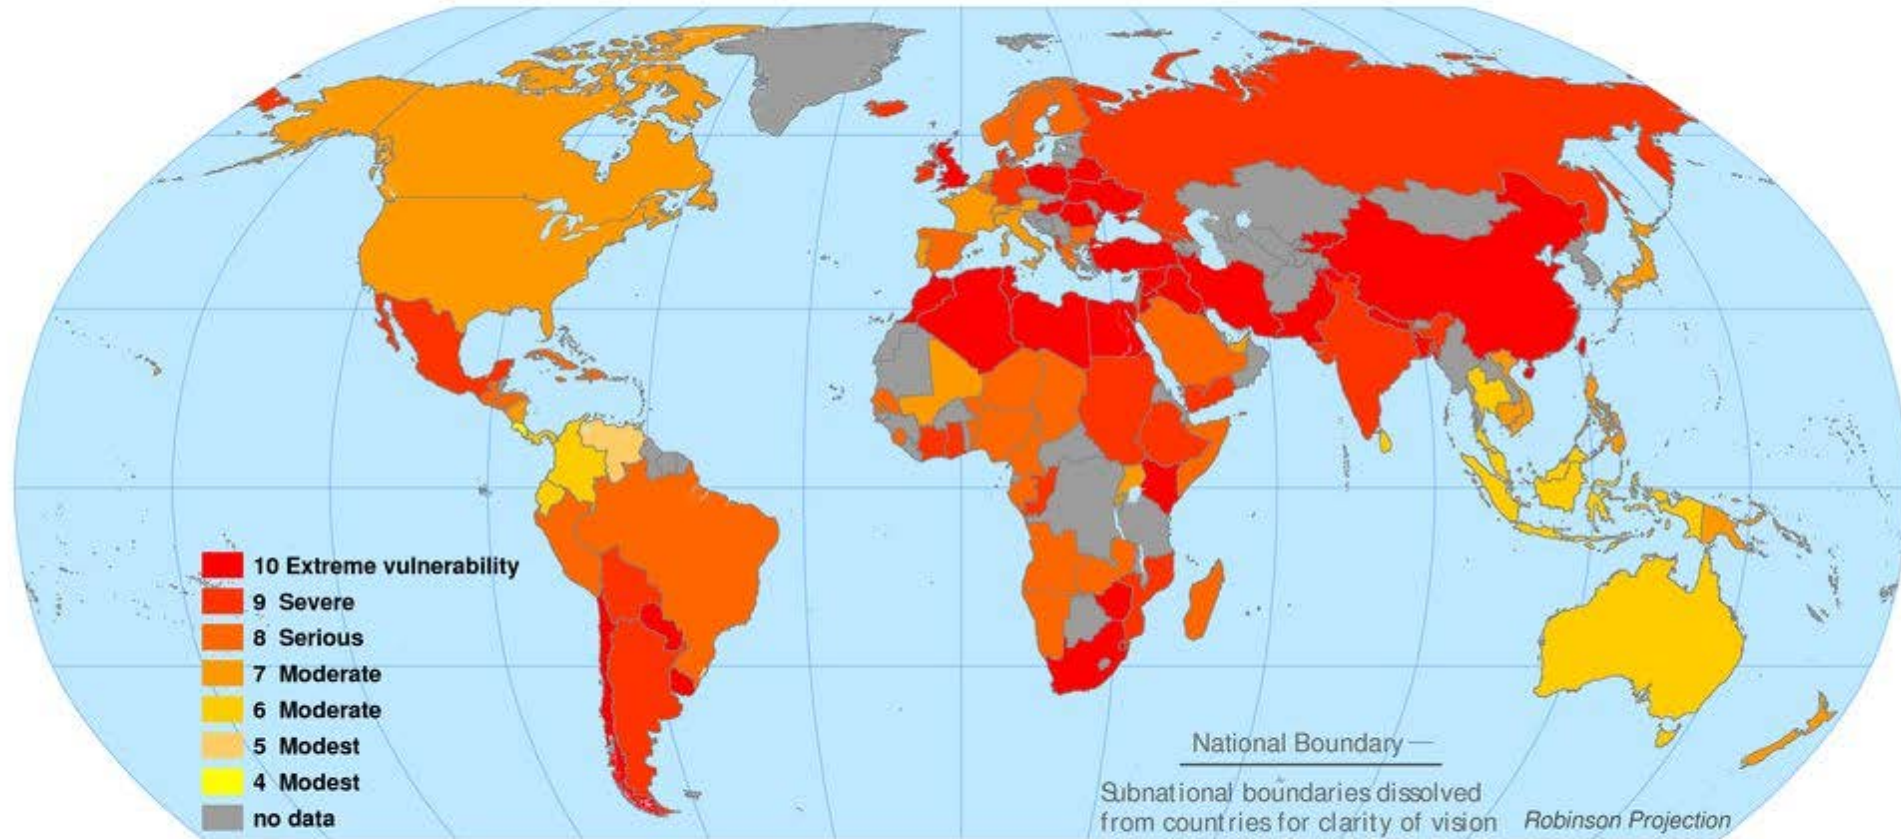 10 Extreme vulnerability
9 Severe
8 Serious
7 Moderate
6 Moderate
5 Modest
4 Modest
no data
National Boundary
Subnational boundaries dissolved
from countries for clarity of vision
Robinson Projection